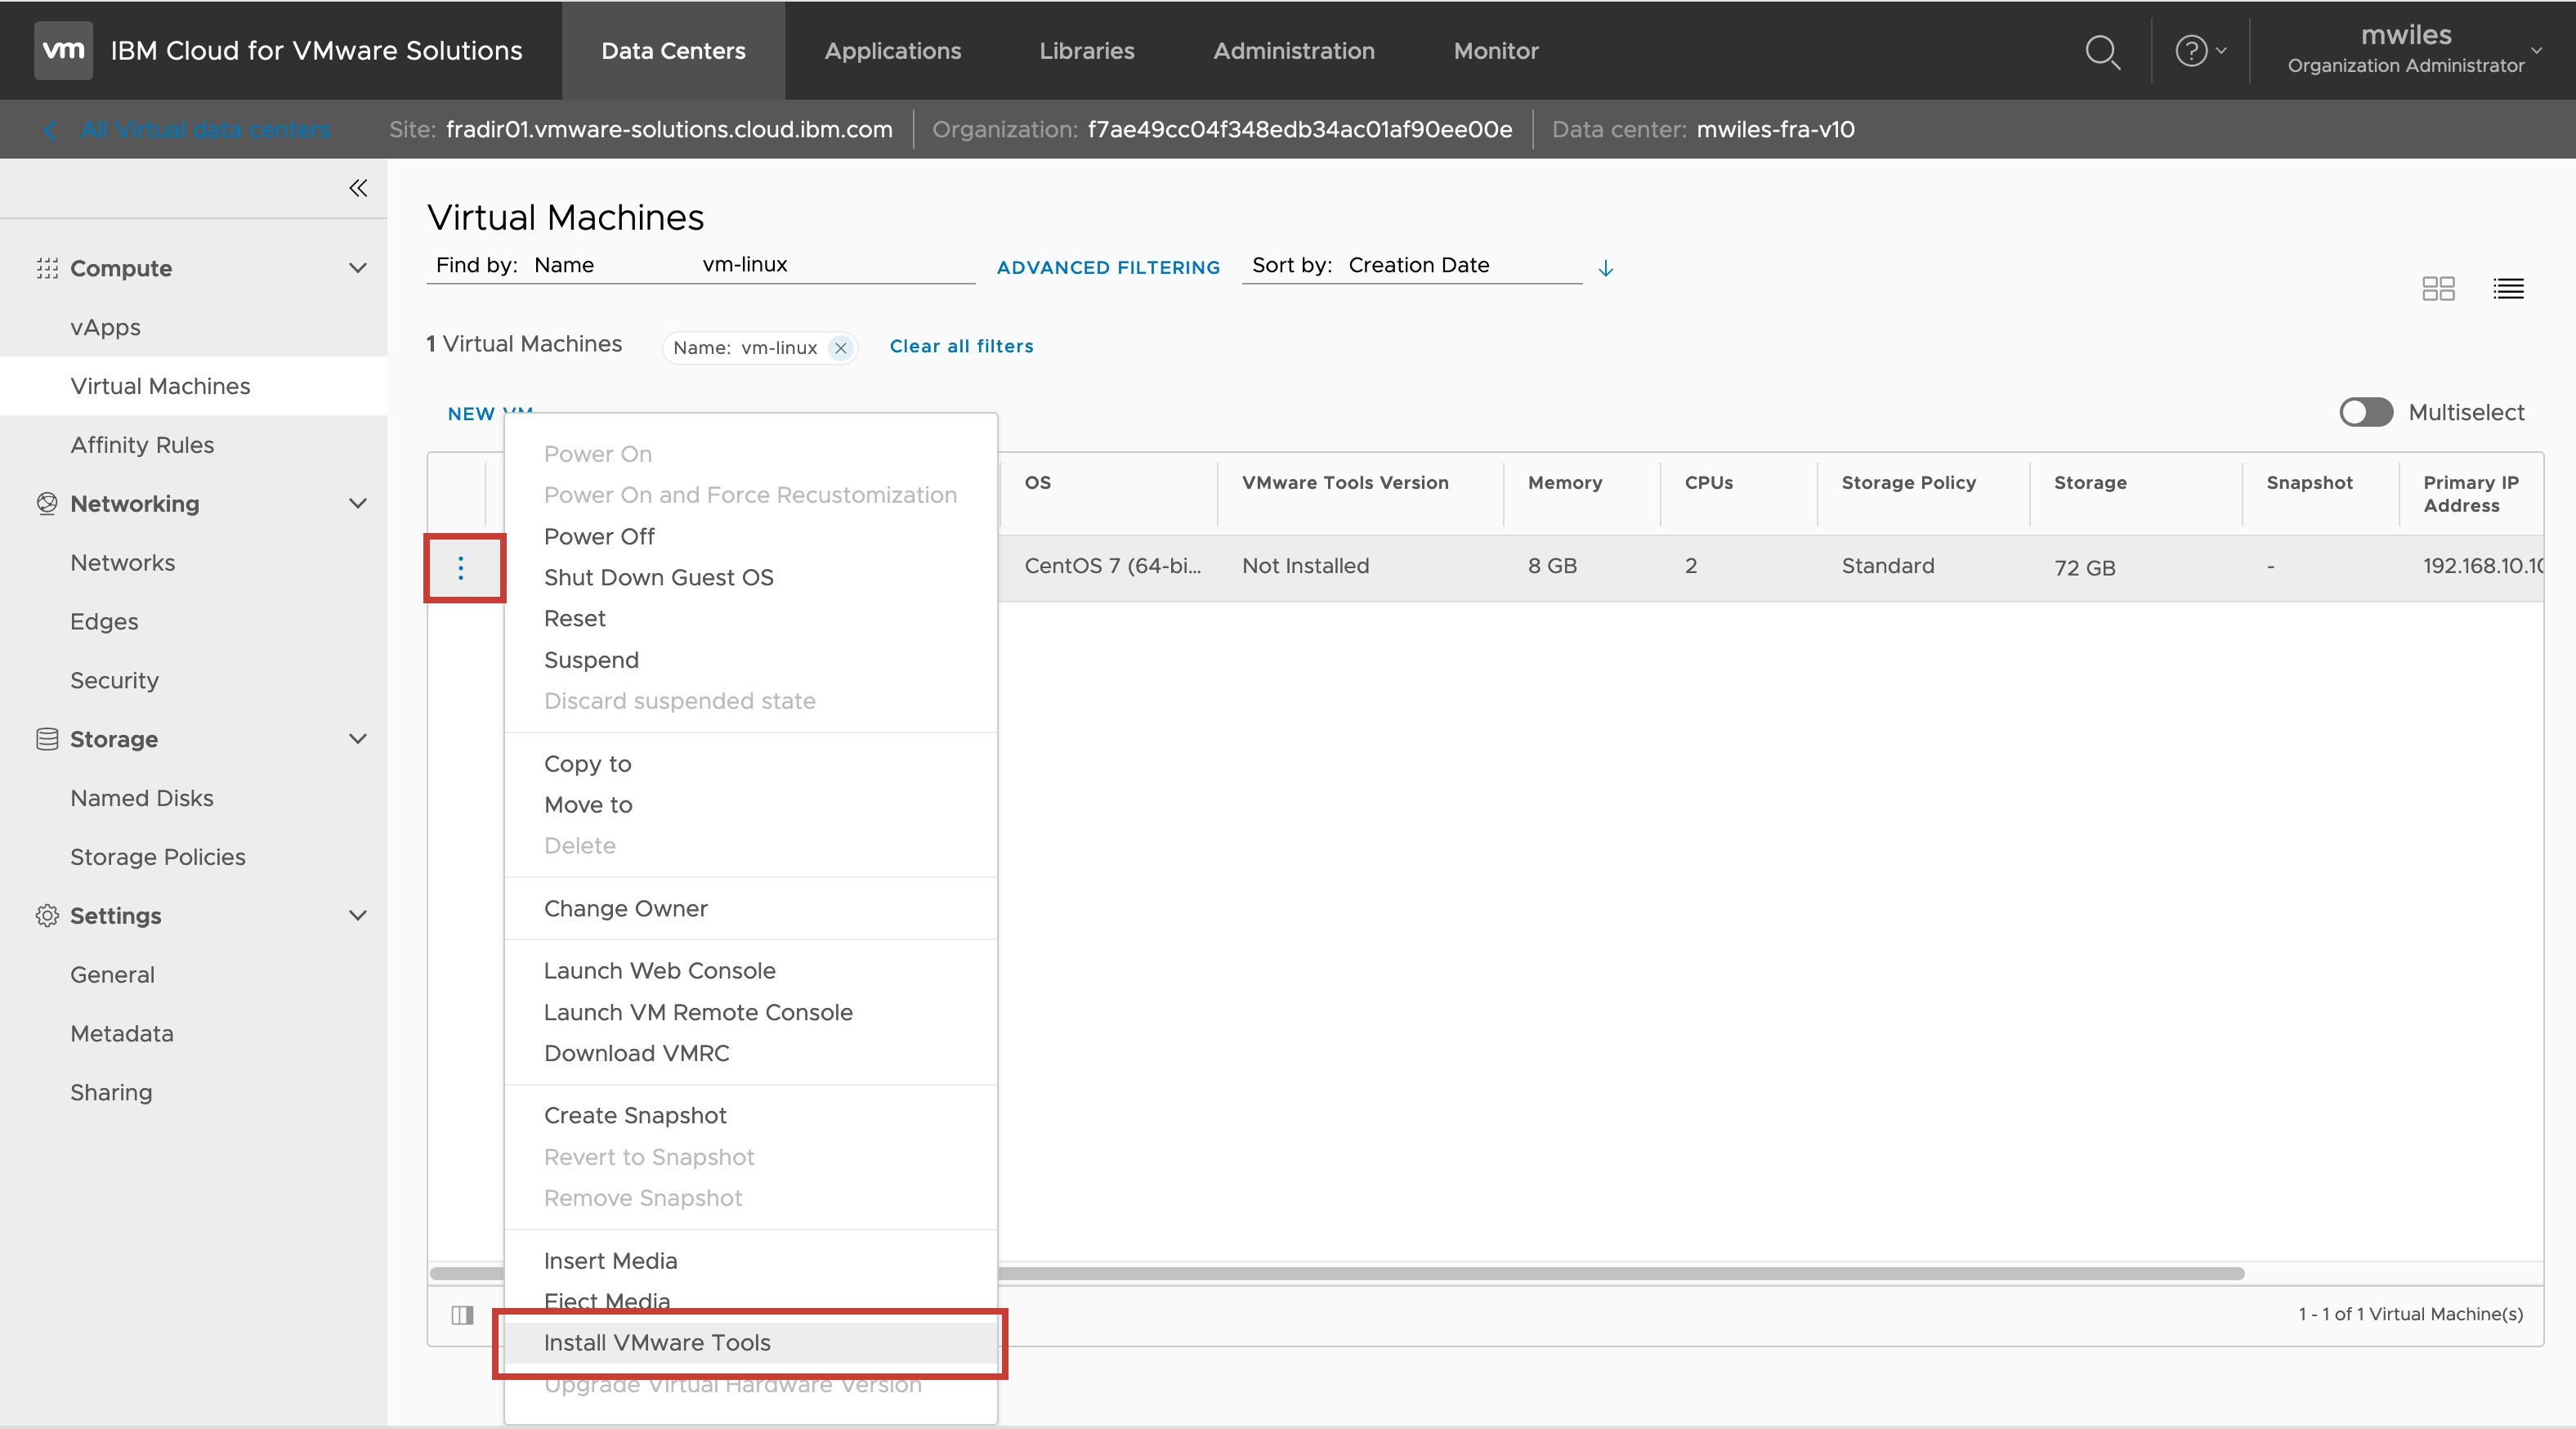 vm IBM Cloud for VMware Solutions Data Centers Applications Libraries Administration Monitor ? mwiles
Organization Administrator
All Virtual data centers Site: fradir01.vmware-solutions.cloud.ibm.com Organization: f7ae49cc04f348edb34ac01af90ee00e Data center: mwiles-fra-v10
Compute
vApps
Virtual Machines
Affinity Rules
Networking
Networks
Edges
Security
Storage
Named Disks
Storage Policies
Settings
General
Metadata
Sharing
Virtual Machines
Find by: Name vm-linux ADVANCED FILTERING Sort by: Creation Date
1 Virtual Machines Name: vm-linux Clear all filters
NEW VM Multiselect
OS VMware Tools Version Memory CPUs Storage Policy Storage Snapshot Primary IP
Address
CentOS 7 (64-bi... Not Installed 8 GB 2 Standard 72 GB - 192.168.10.10
Power On
Power On and Force Recustomization
Power Off
Shut Down Guest OS
Reset
Suspend
Discard suspended state
Copy to
Move to
Delete
Change Owner
Launch Web Console
Launch VM Remote Console
Download VMRC
Create Snapshot
Revert to Snapshot
Remove Snapshot
Insert Media
Eject Media
Install VMware Tools
Upgrade Virtual Hardware Version
1 - 1 of 1 Virtual Machine(s)